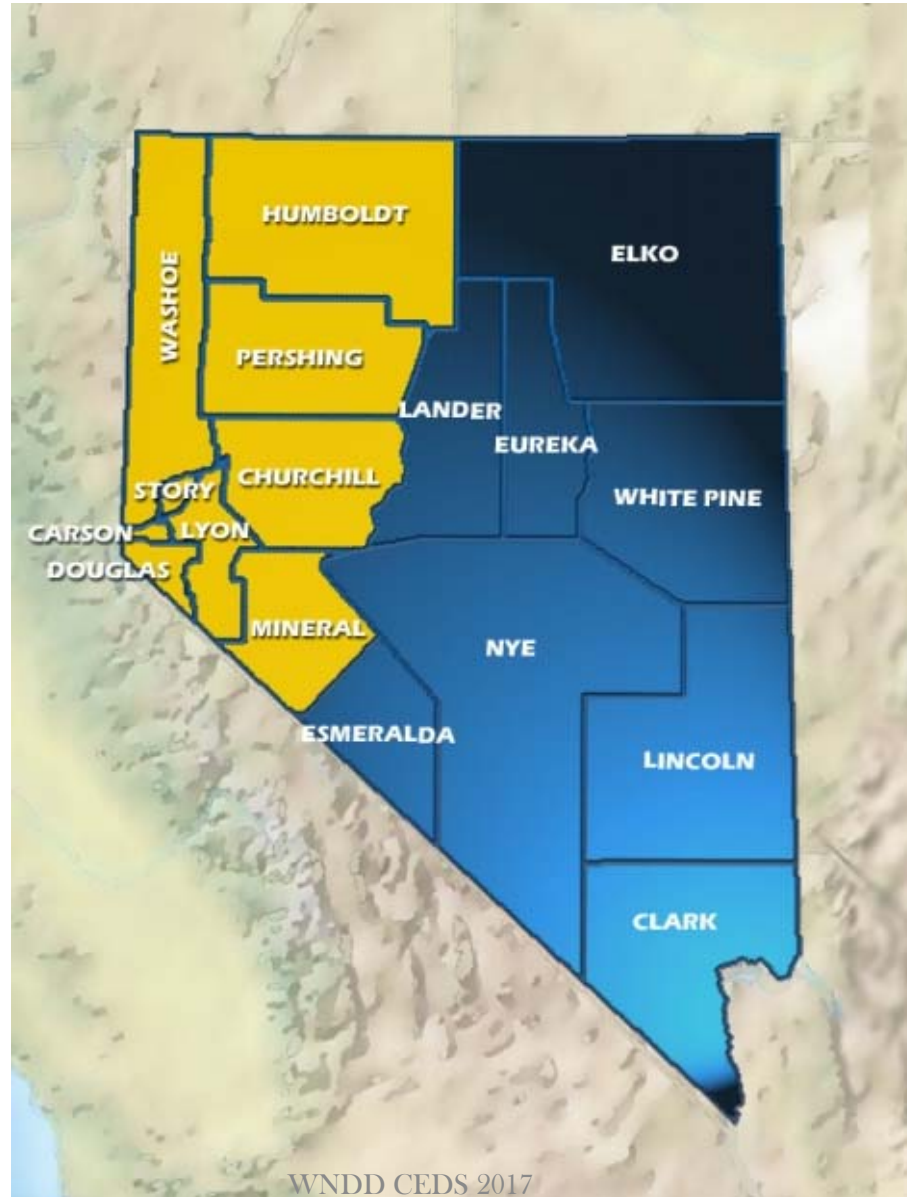 HUMBOLDT
ELKO
WASHOE
PERSHING
LANDER
EUREKA
CHURCHILL
STORY
WHITE PINE
CARSON
LYON
DOUGLAS
MINERAL
NYE
ESMERALDA
LINCOLN
CLARK
WNDD CEDS 2017